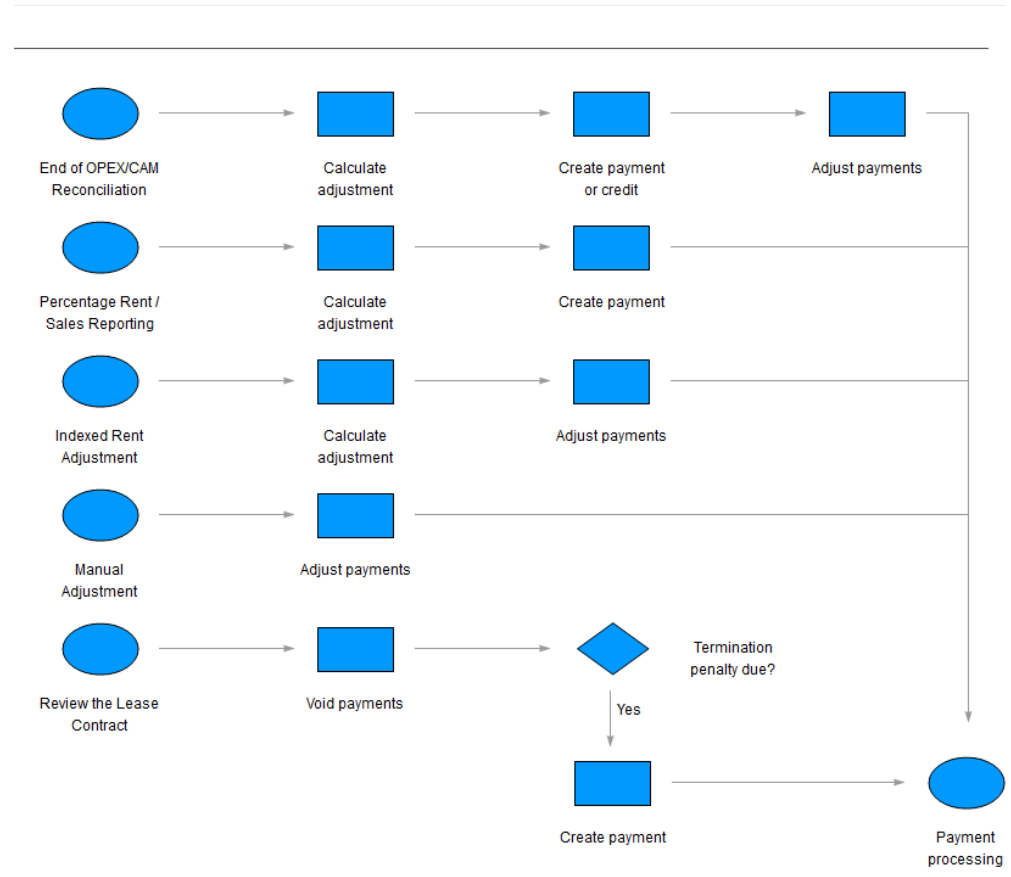 End of OPEX/CAM
Reconciliation
Calculate
adjustment
Create payment
or credit
Adjust payments
Percentage Rent /
Sales Reporting
Calculate
adjustment
Create payment
Indexed Rent
Adjustment
Calculate
adjustment
Adjust payments
Manual
Adjustment
Adjust payments
Review the Lease
Contract
Void payments
Termination
penalty due?
Yes
Create payment
Payment
processing